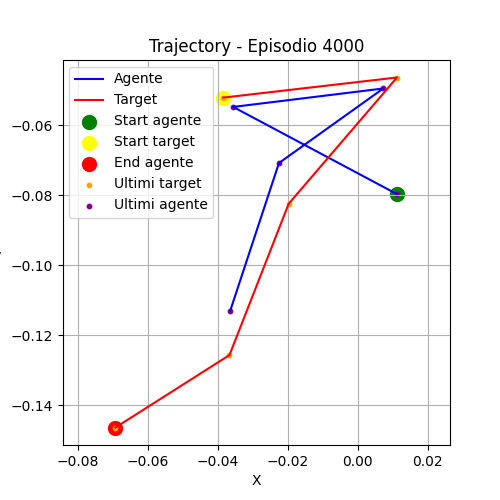 Trajectory - Episodio 4000
Agente
Target
Start agente
Start target
End agente
Ultimi target
Ultimi agente
−0.06
−0.08
−0.10
−0.12
−0.14
−0.08 −0.06 −0.04 −0.02 0.00 0.02
X